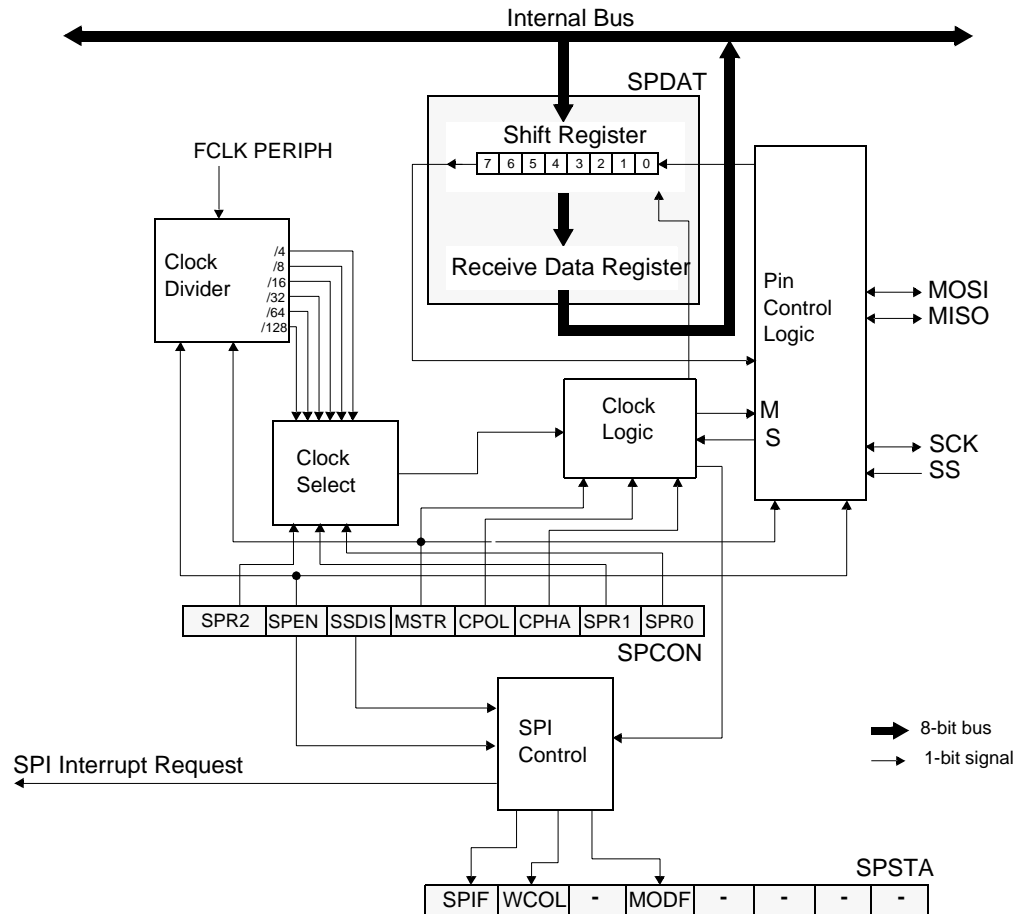 Internal Bus
SPDAT
Shift Register
FCLK PERIPH
7 6 5 4 3 2 1 0
Clock
Divider
/4
/8
/16
/32
/64
/128
Receive Data Register
Pin
Control
Logic
MOSI
MISO
Clock
Logic
M
S
SCK
SS
Clock
Select
SPR2 SPEN SSDIS MSTR CPOL CPHA SPR1 SPR0
SPCON
SPI
Control
8-bit bus
1-bit signal
SPI Interrupt Request
SPSTA
SPIF WCOL - MODF - - - -